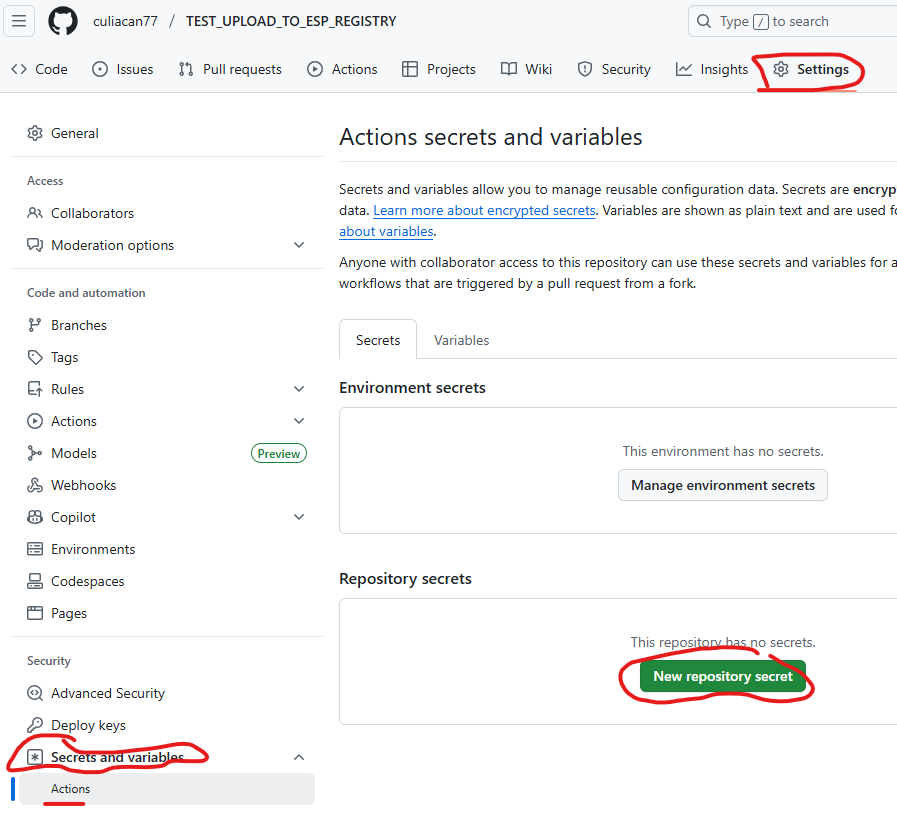 culiacan77 / TEST_UPLOAD_TO_ESP_REGISTRY
Type / to search
Code Issues Pull requests Actions Projects Wiki Security Insights Settings
General
Access
Collaborators
Moderation options
Code and automation
Branches
Tags
Rules
Actions
Models Preview
Webhooks
Copilot
Environments
Codespaces
Pages
Security
Advanced Security
Deploy keys
Secrets and variables
Actions
Actions secrets and variables
Secrets and variables allow you to manage reusable configuration data. Secrets are encryp
data. Learn more about encrypted secrets. Variables are shown as plain text and are used f
about variables.
Anyone with collaborator access to this repository can use these secrets and variables for a
workflows that are triggered by a pull request from a fork.
Secrets Variables
Environment secrets
This environment has no secrets.
Manage environment secrets
Repository secrets
This repository has no secrets.
New repository secret